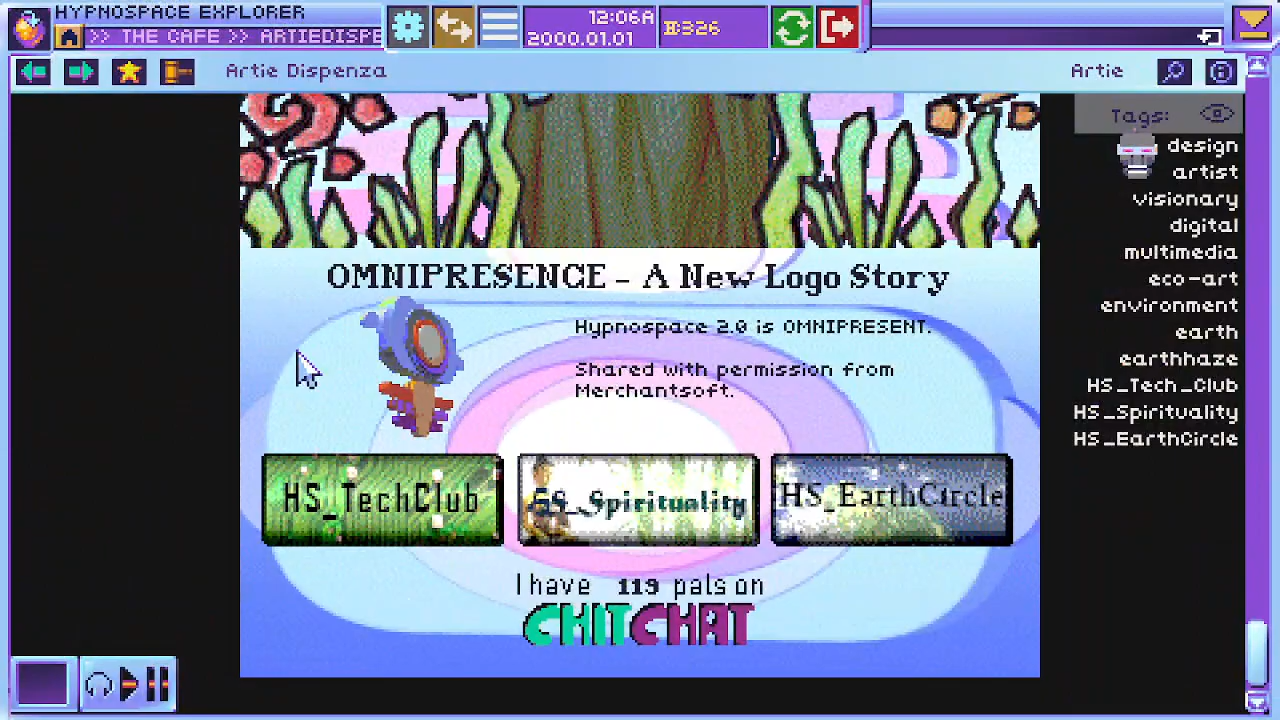 HYPNOSPACE EXPLORER
>> THE CAFE >> ARTIEDISPE
12:06A
2000.01.01
326
Artie Dispenza
Artie
Tags:
design
artist
visionary
digital
multimedia
eco-art
environment
earth
earthhaze
HS_Tech_Club
HS_Spirituality
HS_EarthCircle
OMNIPRESENCE - A New Logo Story
Hypnospace 2.0 is OMNIPRESENT.
Shared with permission from
Merchantsoft.
HS_TechClub
HS_Spirituality
HS_EarthCircle
I have 119 pals on
CHITCHAT